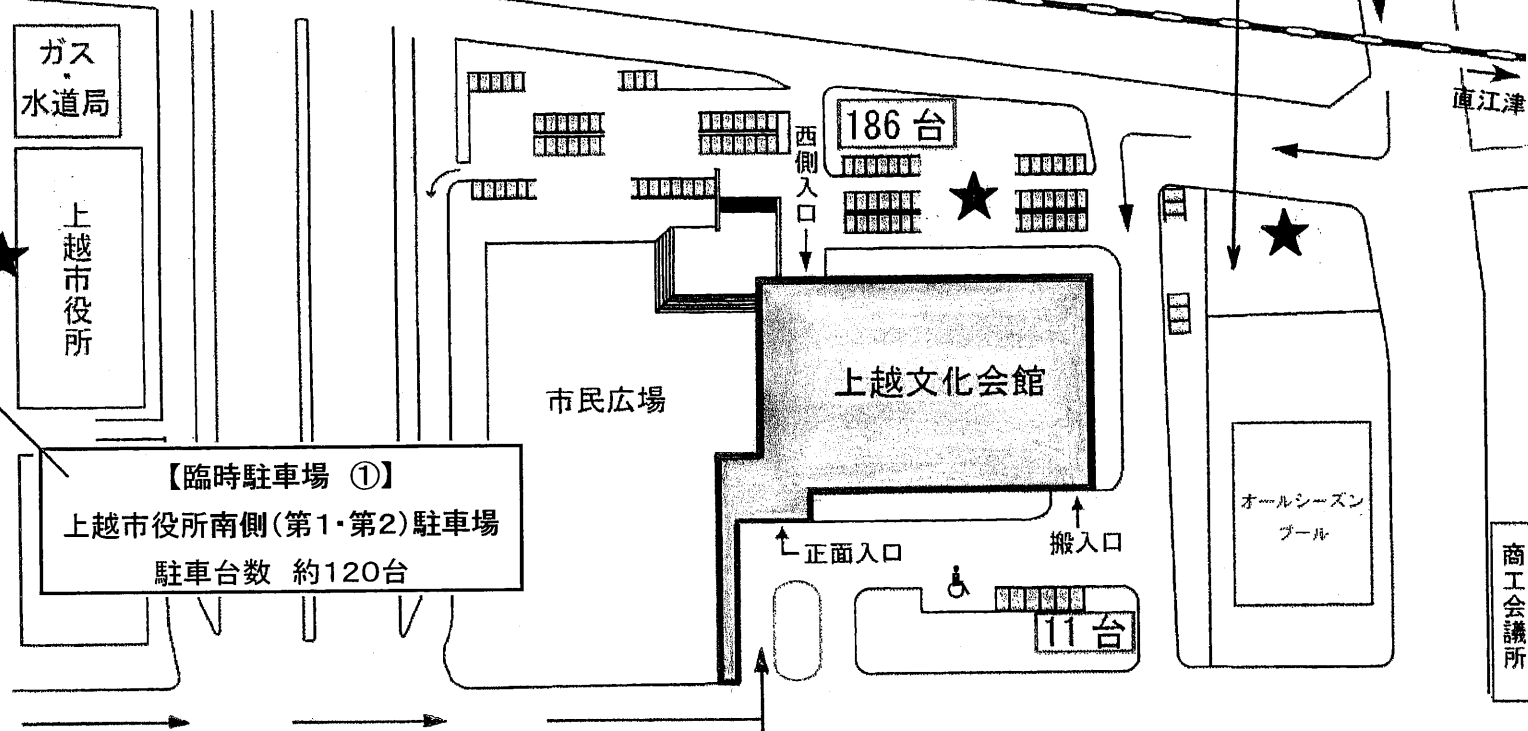 ガス
・
水道局
上越市役所
186 台
西側入口
直江津
市民広場
上越文化会館
【臨時駐車場 ①】
上越市役所南側(第1・第2)駐車場
駐車台数 約120台
正面入口
搬入口
11 台
オールシーズン
プール
商工会議所